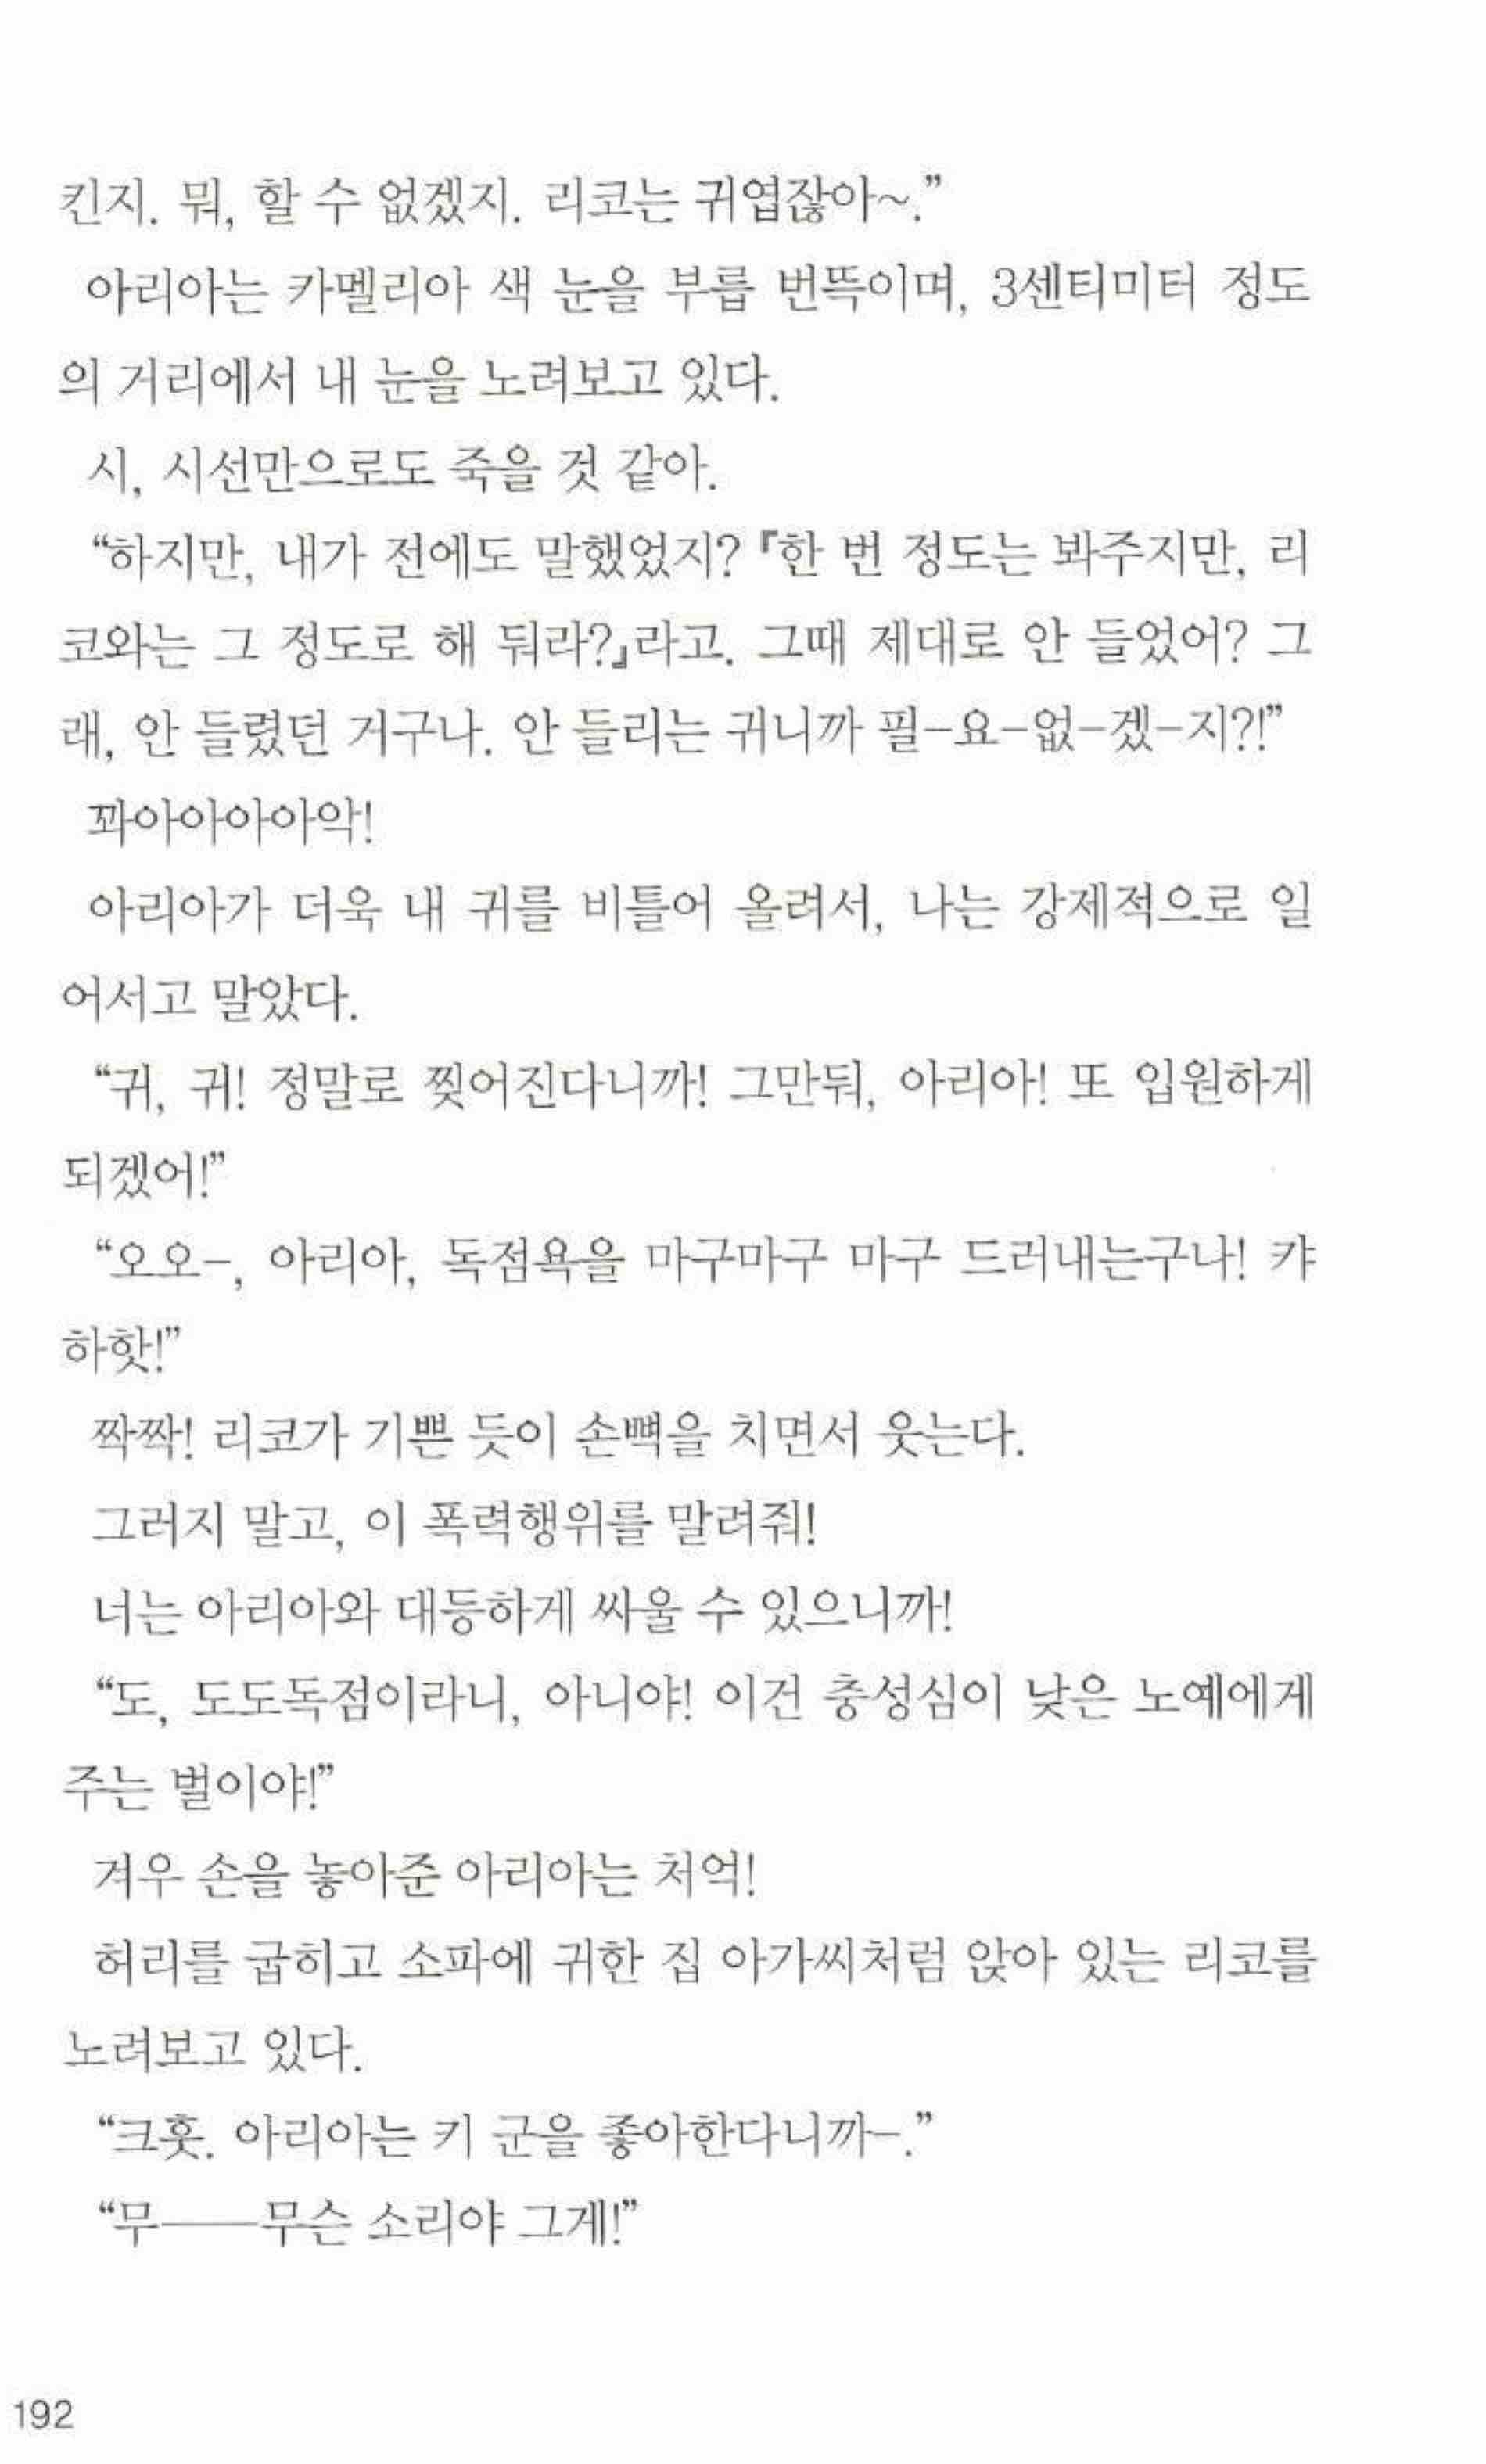 킨지. 뭐, 할 수 없겠지. 리코는 귀엽잖아~.”
아리아는 카멜리아 색 눈을 부릅 번뜩이며, 3센티미터 정도
의 거리에서 내 눈을 노려보고 있다.
시, 시선만으로도 죽을 것 같아.
“하지만, 내가 전에도 말했었지? 『한 번 정도는 봐주지만, 리
코와는 그 정도로 해 둬라?』라고. 그때 제대로 안 들었어? 그
래, 안 들렸던 거구나. 안 들리는 귀니까 필-요-없-겠-지?!”
꽈아아아아악!
아리아가 더욱 내 귀를 비틀어 올려서, 나는 강제적으로 일
어서고 말았다.
“귀, 귀! 정말로 찢어진다니까! 그만둬, 아리아! 또 입원하게
되겠어!”
“오오-, 아리아, 독점욕을 마구마구 마구 드러내는구나! 캬
하핫!”
짝짝! 리코가 기쁜 듯이 손뼉을 치면서 웃는다.
그러지 말고, 이 폭력행위를 말려줘!
너는 아리아와 대등하게 싸울 수 있으니까!
“도, 도도독점이라니, 아니야! 이건 충성심이 낮은 노예에게
주는 벌이야!”
겨우 손을 놓아준 아리아는 처억!
허리를 굽히고 소파에 귀한 집 아가씨처럼 앉아 있는 리코를
노려보고 있다.
“크훗. 아리아는 키 군을 좋아한다니까-.”
“무──무슨 소리야 그게!”
192